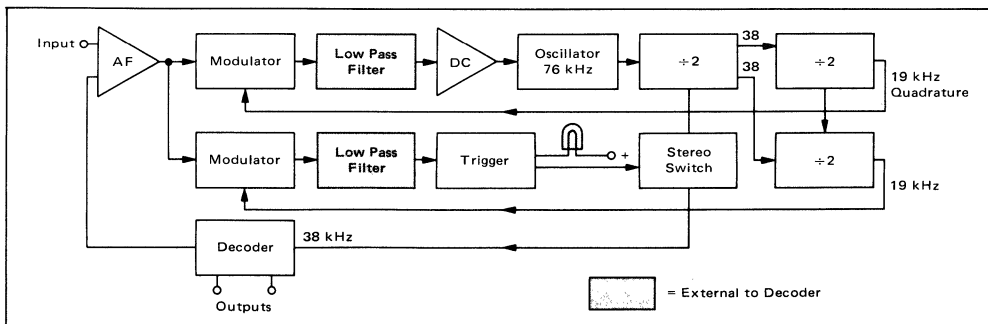 Input
AF
Modulator
Low Pass
Filter
DC
Oscillator
76 kHz
÷2
38
38
÷2
19 kHz
Quadrature
Modulator
Low Pass
Filter
Trigger
+
Stereo
Switch
÷2
19 kHz
Decoder
38 kHz
Outputs
= External to Decoder